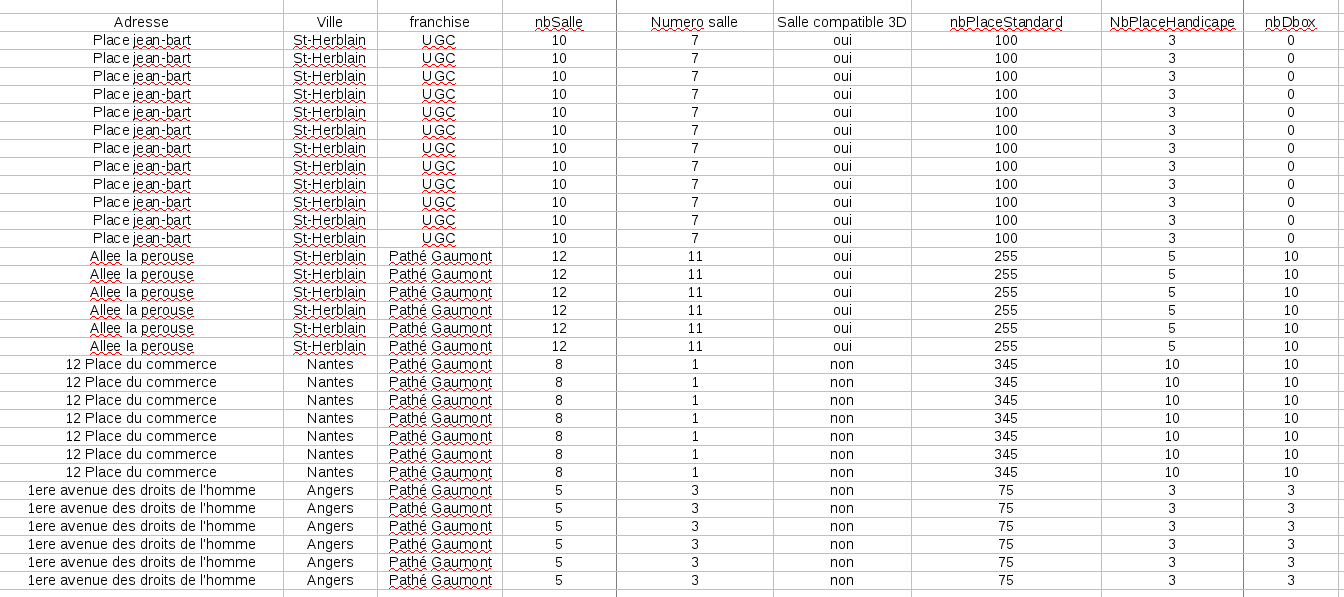 Adresse Ville franchise nbSalle Numero salle Salle compatible 3D nbPlaceStandard NbPlaceHandicape nbDbox
Place jean-bart St-Herblain UGC 10 7 oui 100 3 0
Place jean-bart St-Herblain UGC 10 7 oui 100 3 0
Place jean-bart St-Herblain UGC 10 7 oui 100 3 0
Place jean-bart St-Herblain UGC 10 7 oui 100 3 0
Place jean-bart St-Herblain UGC 10 7 oui 100 3 0
Place jean-bart St-Herblain UGC 10 7 oui 100 3 0
Place jean-bart St-Herblain UGC 10 7 oui 100 3 0
Place jean-bart St-Herblain UGC 10 7 oui 100 3 0
Place jean-bart St-Herblain UGC 10 7 oui 100 3 0
Place jean-bart St-Herblain UGC 10 7 oui 100 3 0
Place jean-bart St-Herblain UGC 10 7 oui 100 3 0
Place jean-bart St-Herblain UGC 10 7 oui 100 3 0
Allee la perouse St-Herblain Pathé Gaumont 12 11 oui 255 5 10
Allee la perouse St-Herblain Pathé Gaumont 12 11 oui 255 5 10
Allee la perouse St-Herblain Pathé Gaumont 12 11 oui 255 5 10
Allee la perouse St-Herblain Pathé Gaumont 12 11 oui 255 5 10
Allee la perouse St-Herblain Pathé Gaumont 12 11 oui 255 5 10
Allee la perouse St-Herblain Pathé Gaumont 12 11 oui 255 5 10
12 Place du commerce Nantes Pathé Gaumont 8 1 non 345 10 10
12 Place du commerce Nantes Pathé Gaumont 8 1 non 345 10 10
12 Place du commerce Nantes Pathé Gaumont 8 1 non 345 10 10
12 Place du commerce Nantes Pathé Gaumont 8 1 non 345 10 10
12 Place du commerce Nantes Pathé Gaumont 8 1 non 345 10 10
12 Place du commerce Nantes Pathé Gaumont 8 1 non 345 10 10
12 Place du commerce Nantes Pathé Gaumont 8 1 non 345 10 10
1ere avenue des droits de l'homme Angers Pathé Gaumont 5 3 non 75 3 3
1ere avenue des droits de l'homme Angers Pathé Gaumont 5 3 non 75 3 3
1ere avenue des droits de l'homme Angers Pathé Gaumont 5 3 non 75 3 3
1ere avenue des droits de l'homme Angers Pathé Gaumont 5 3 non 75 3 3
1ere avenue des droits de l'homme Angers Pathé Gaumont 5 3 non 75 3 3
1ere avenue des droits de l'homme Angers Pathé Gaumont 5 3 non 75 3 3